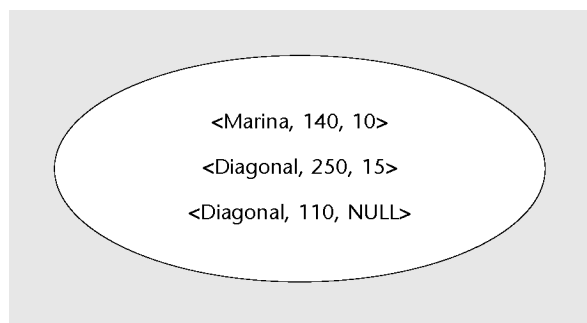 <Marina, 140, 10>
<Diagonal, 250, 15>
<Diagonal, 110, NULL>